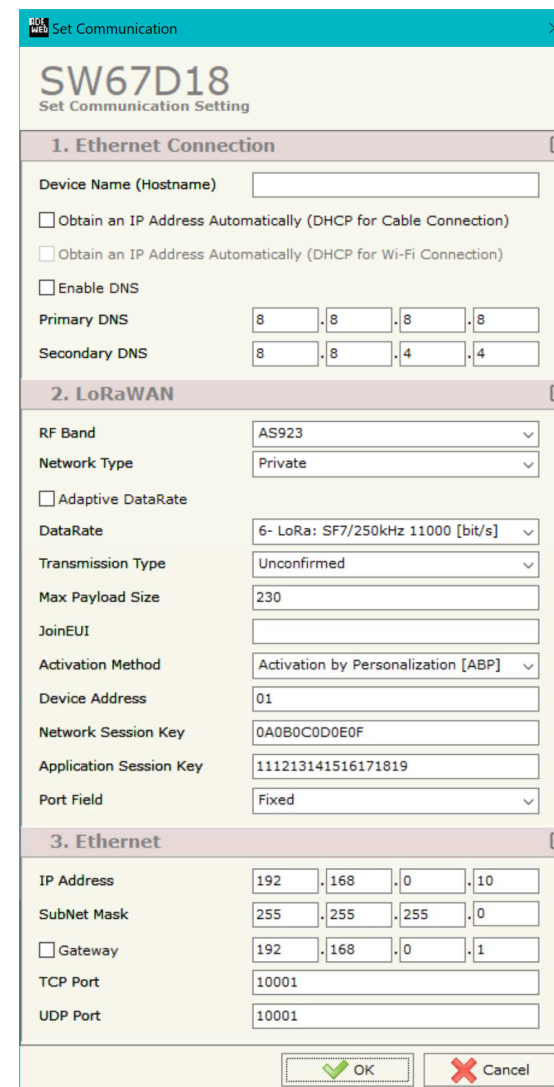 ADF WEB Set Communication
SW67D18
Set Communication Setting
1. Ethernet Connection
Device Name (Hostname)
Obtain an IP Address Automatically (DHCP for Cable Connection)
Obtain an IP Address Automatically (DHCP for Wi-Fi Connection)
Enable DNS
Primary DNS 8 . 8 . 8 . 8
Secondary DNS 8 . 8 . 4 . 4
2. LoRaWAN
RF Band AS923
Network Type Private
Adaptive DataRate
DataRate 6- LoRa: SF7/250kHz 11000 [bit/s]
Transmission Type Unconfirmed
Max Payload Size 230
JoinEUI
Activation Method Activation by Personalization [ABP]
Device Address 01
Network Session Key 0A0B0C0D0E0F
Application Session Key 111213141516171819
Port Field Fixed
3. Ethernet
IP Address 192 . 168 . 0 . 10
SubNet Mask 255 . 255 . 255 . 0
Gateway 192 . 168 . 0 . 1
TCP Port 10001
UDP Port 10001
OK Cancel